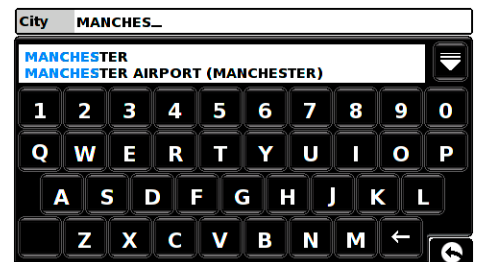 City MANCHES_
MANCHESTER
MANCHESTER AIRPORT (MANCHESTER)
1 2 3 4 5 6 7 8 9 0
Q W E R T Y U I O P
A S D F G H J K L
Z X C V B N M ←